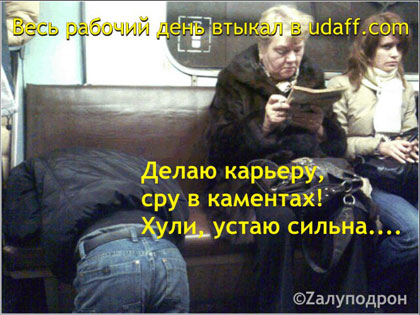 Весь рабочий день втыкал в udaff.com
Делаю карьеру,
сру в каментах!
Хули, устаю сильна....
©Zалуподрон